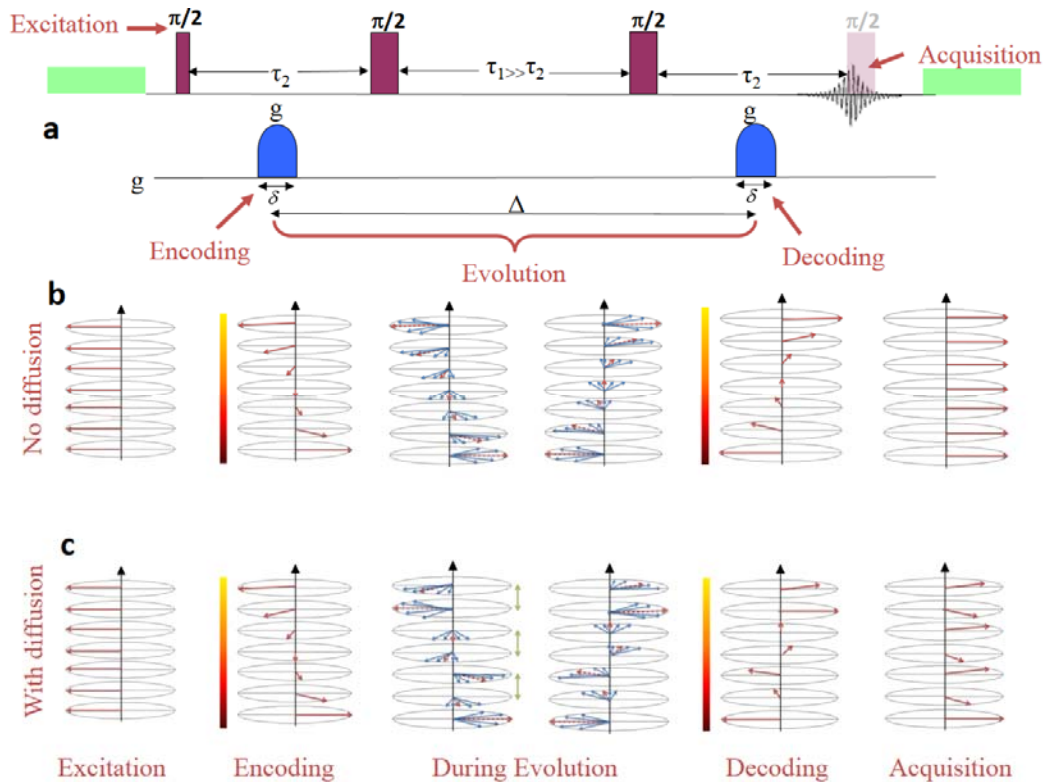 π/2 π/2 π/2 π/2
Excitation
Acquisition
τ2 τ1>>τ2 τ2
a
g g
g
δ δ
Δ
Encoding Decoding
Evolution
b
No diffusion
c
With diffusion
Excitation Encoding During Evolution Decoding Acquisition